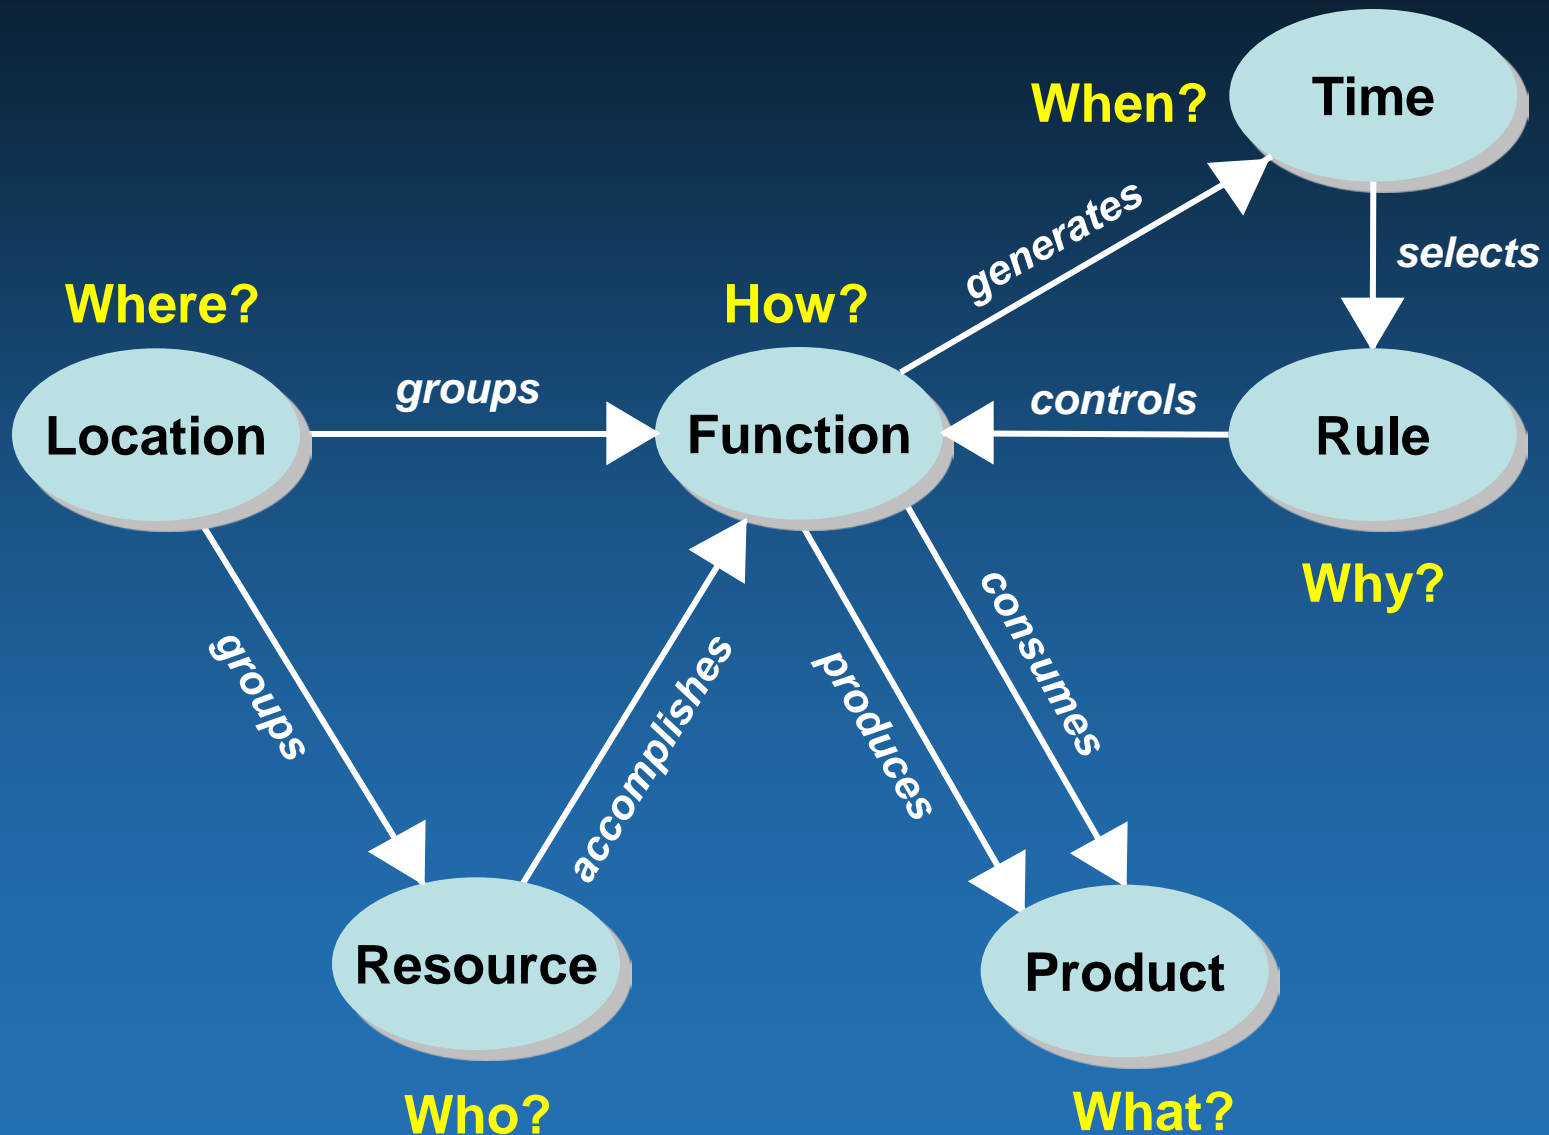 Time
When?
generates
selects
Where?
How?
groups
controls
Location
Function
Rule
Why?
groups
accomplishes
produces
consumes
Resource
Product
Who?
What?